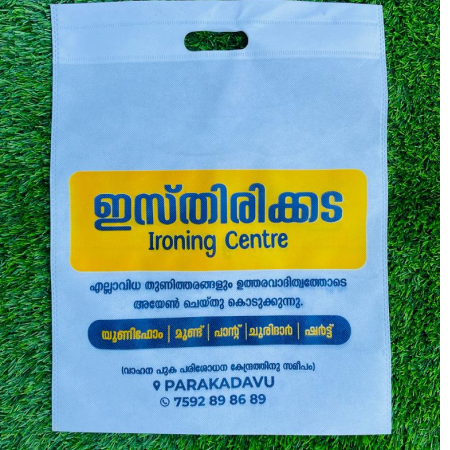 ഇസ്തിരിക്കട
Ironing Centre
എല്ലാവിധ തുണിത്തരങ്ങളും ഉത്തരവാദിത്വത്തോടെ
അയേൺ ചെയ്തു കൊടുക്കുന്നു.
യൂണിഫോം | മുണ്ട് | പാന്റ് | ചൂരിദാർ | ഷർട്ട്
(വാഹന പുക പരിശോധന കേന്ദ്രത്തിനു സമീപം)
PARAKADAVU
7592 89 86 89